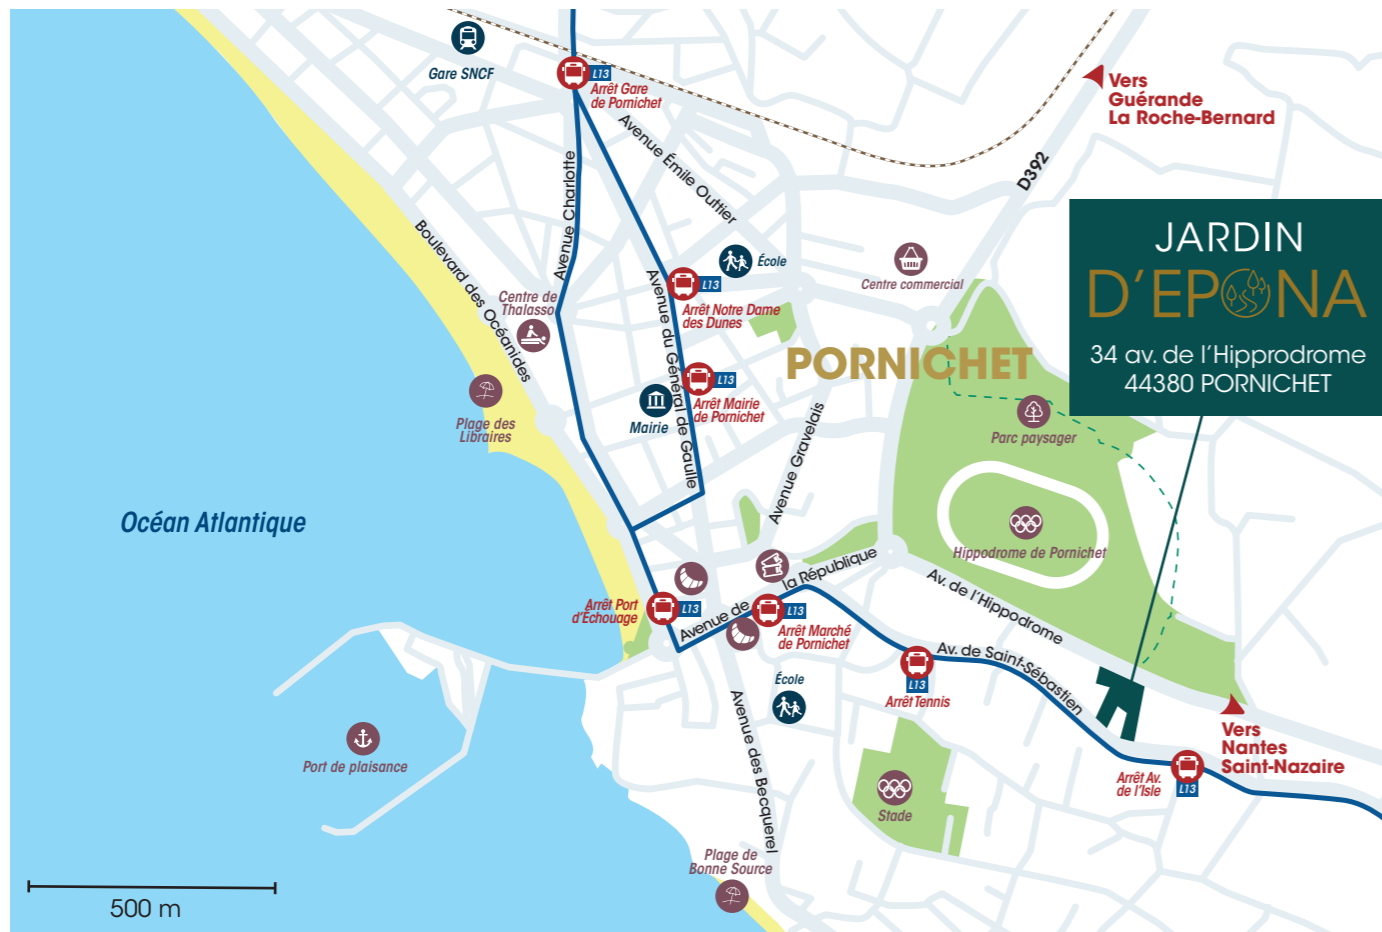 Gare SNCF
L13
Arrêt Gare
de Pornichet
Vers
Guérande
La Roche-Bernard
Avenue Émile Outtier
D392
Avenue Charlotte
Boulevard des Océanides
École
Centre commercial
JARDIN
D'EPONA
34 av. de l'Hipprodrome
44380 PORNICHET
L13
Arrêt Notre Dame
des Dunes
Centre de
Thalasso
Avenue du Général de Gaulle
PORNICHET
L13
Arrêt Mairie
de Pornichet
Mairie
Plage des
Libraires
Avenue Gravelais
Parc paysager
Océan Atlantique
Hippodrome de Pornichet
Arrêt Port
d'Échouage
L13
Avenue de la République
L13
Arrêt Marché
de Pornichet
Av. de l'Hippodrome
Av. de Saint-Sébastien
L13
Arrêt Tennis
École
Avenue des Becquerel
Port de plaisance
Vers
Nantes
Saint-Nazaire
Arrêt Av.
de l'Isle
L13
Stade
Plage de
Bonne Source
500 m